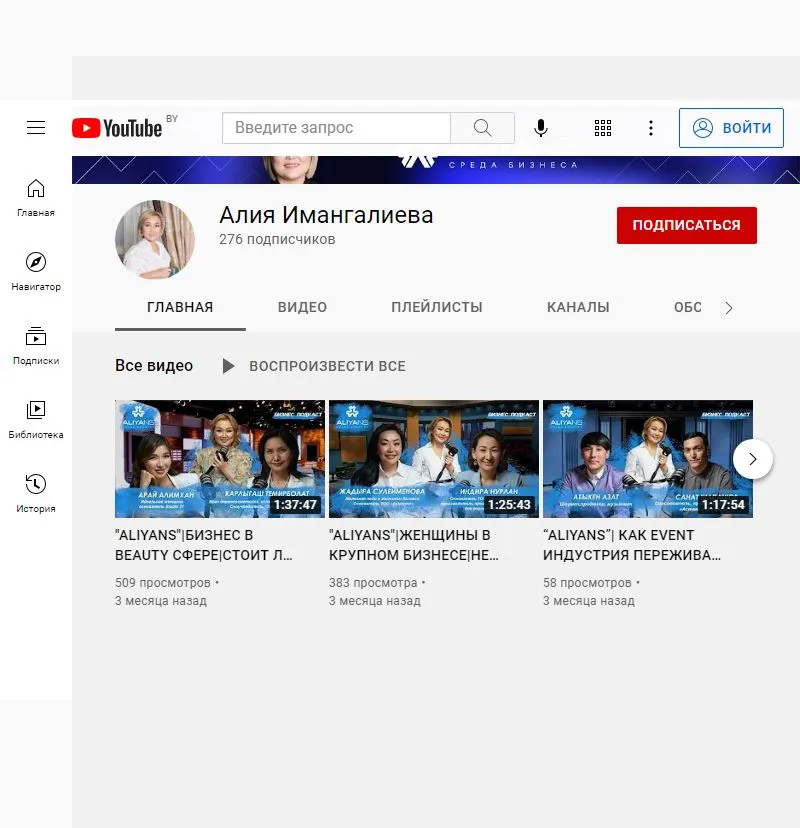 YouTube BY
Введите запрос
ВОЙТИ
СРЕДА БИЗНЕСА
Главная
Навигатор
Подписки
Библиотека
История
Алия Имангалиева
276 подписчиков
ПОДПИСАТЬСЯ
ГЛАВНАЯ ВИДЕО ПЛЕЙЛИСТЫ КАНАЛЫ ОБС
Все видео ВОСПРОИЗВЕСТИ ВСЕ
ALIYANS
БИЗНЕС ПОДКАСТ
АРАЙ АЛИМХАН
КАРЛЫГАШ ТЕМИРБОЛАТ
1:37:47
"ALIYANS"|БИЗНЕС В
BEAUTY СФЕРЕ|СТОИТ Л...
509 просмотров •
3 месяца назад
ALIYANS
БИЗНЕС ПОДКАСТ
ЖАДЫРА СУЛЕЙМЕНОВА
ИНДИРА НУРЛАН
1:25:43
"ALIYANS"|ЖЕНЩИНЫ В
КРУПНОМ БИЗНЕСЕ|НЕ...
383 просмотра •
3 месяца назад
ALIYANS
БИЗНЕС ПОДКАСТ
АБЫКЕН АЗАТ
1:17:54
“ALIYANS”| КАК EVENT
ИНДУСТРИЯ ПЕРЕЖИВА...
58 просмотров •
3 месяца назад